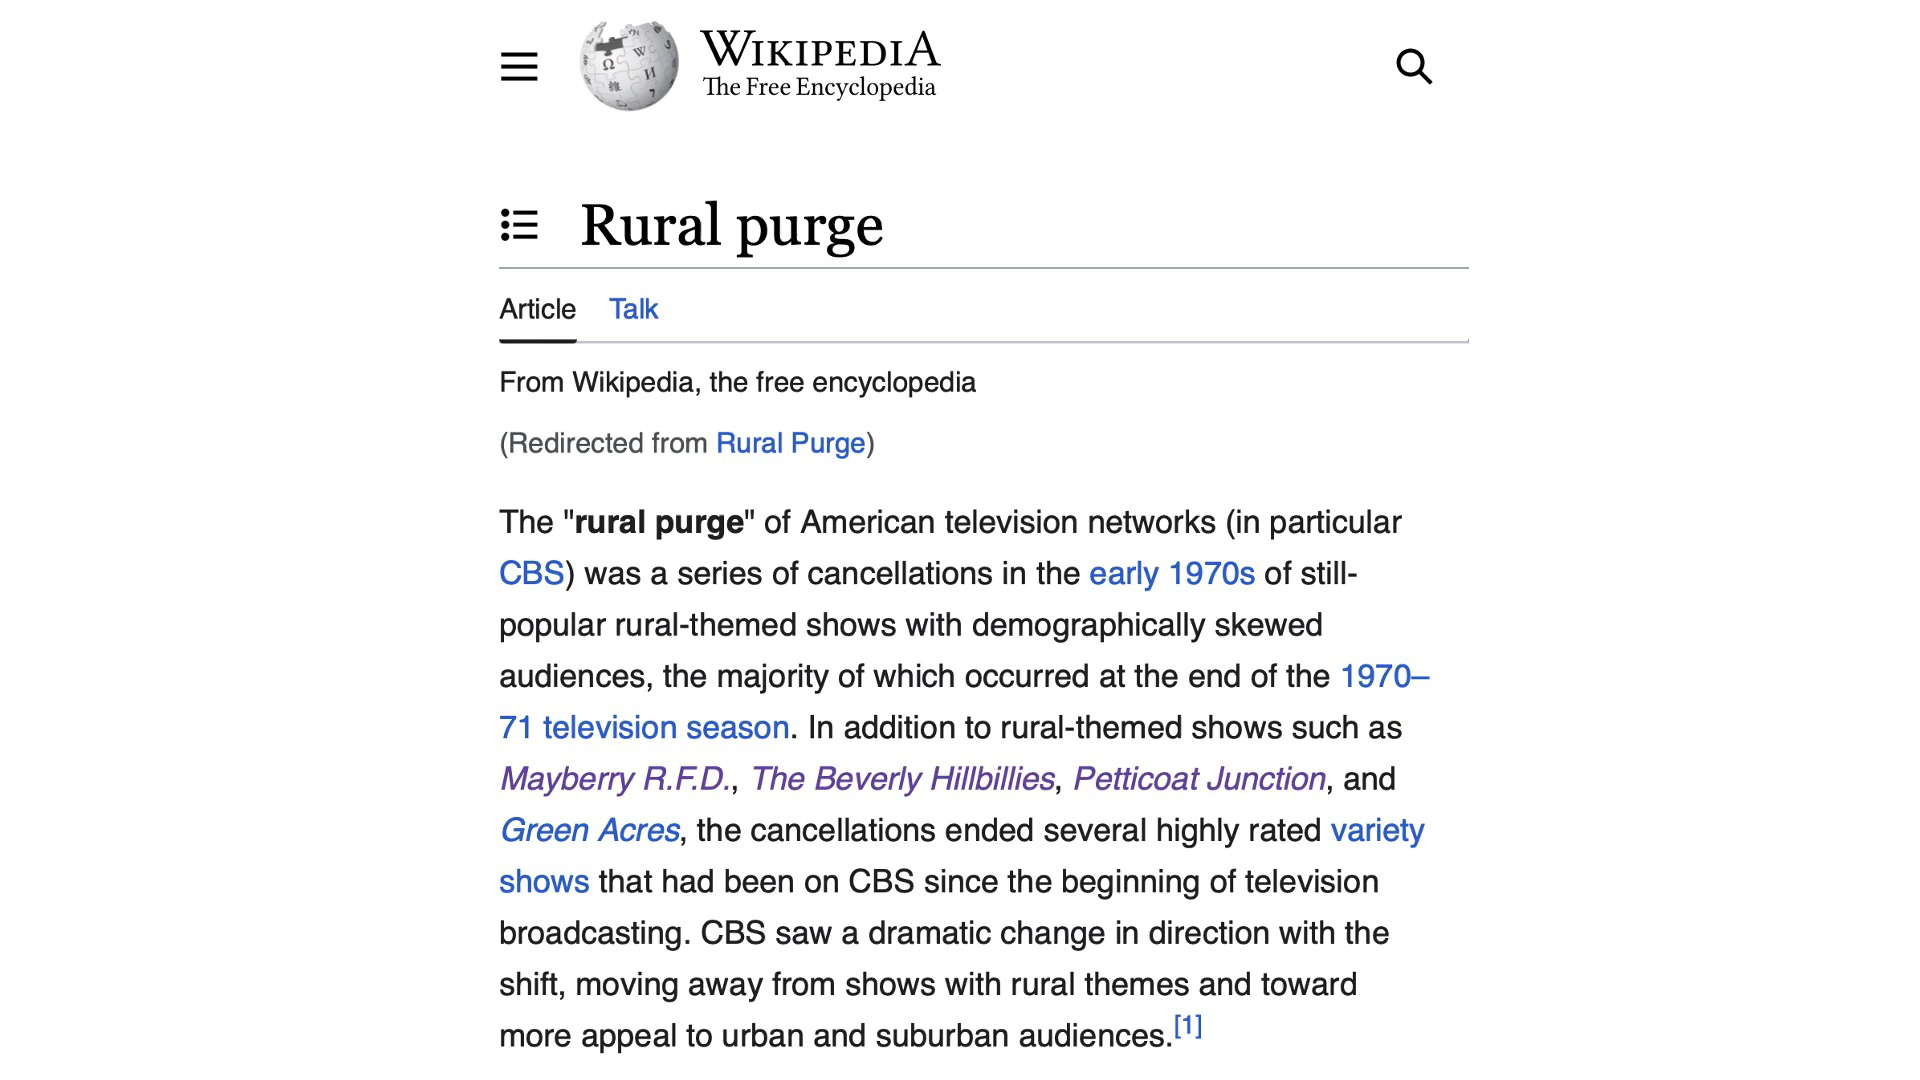 WIKIPEDIA
The Free Encyclopedia
Rural purge
Article Talk
From Wikipedia, the free encyclopedia
(Redirected from Rural Purge)
The "rural purge" of American television networks (in particular
CBS) was a series of cancellations in the early 1970s of still-
popular rural-themed shows with demographically skewed
audiences, the majority of which occurred at the end of the 1970–
71 television season. In addition to rural-themed shows such as
Mayberry R.F.D., The Beverly Hillbillies, Petticoat Junction, and
Green Acres, the cancellations ended several highly rated variety
shows that had been on CBS since the beginning of television
broadcasting. CBS saw a dramatic change in direction with the
shift, moving away from shows with rural themes and toward
more appeal to urban and suburban audiences.[1]